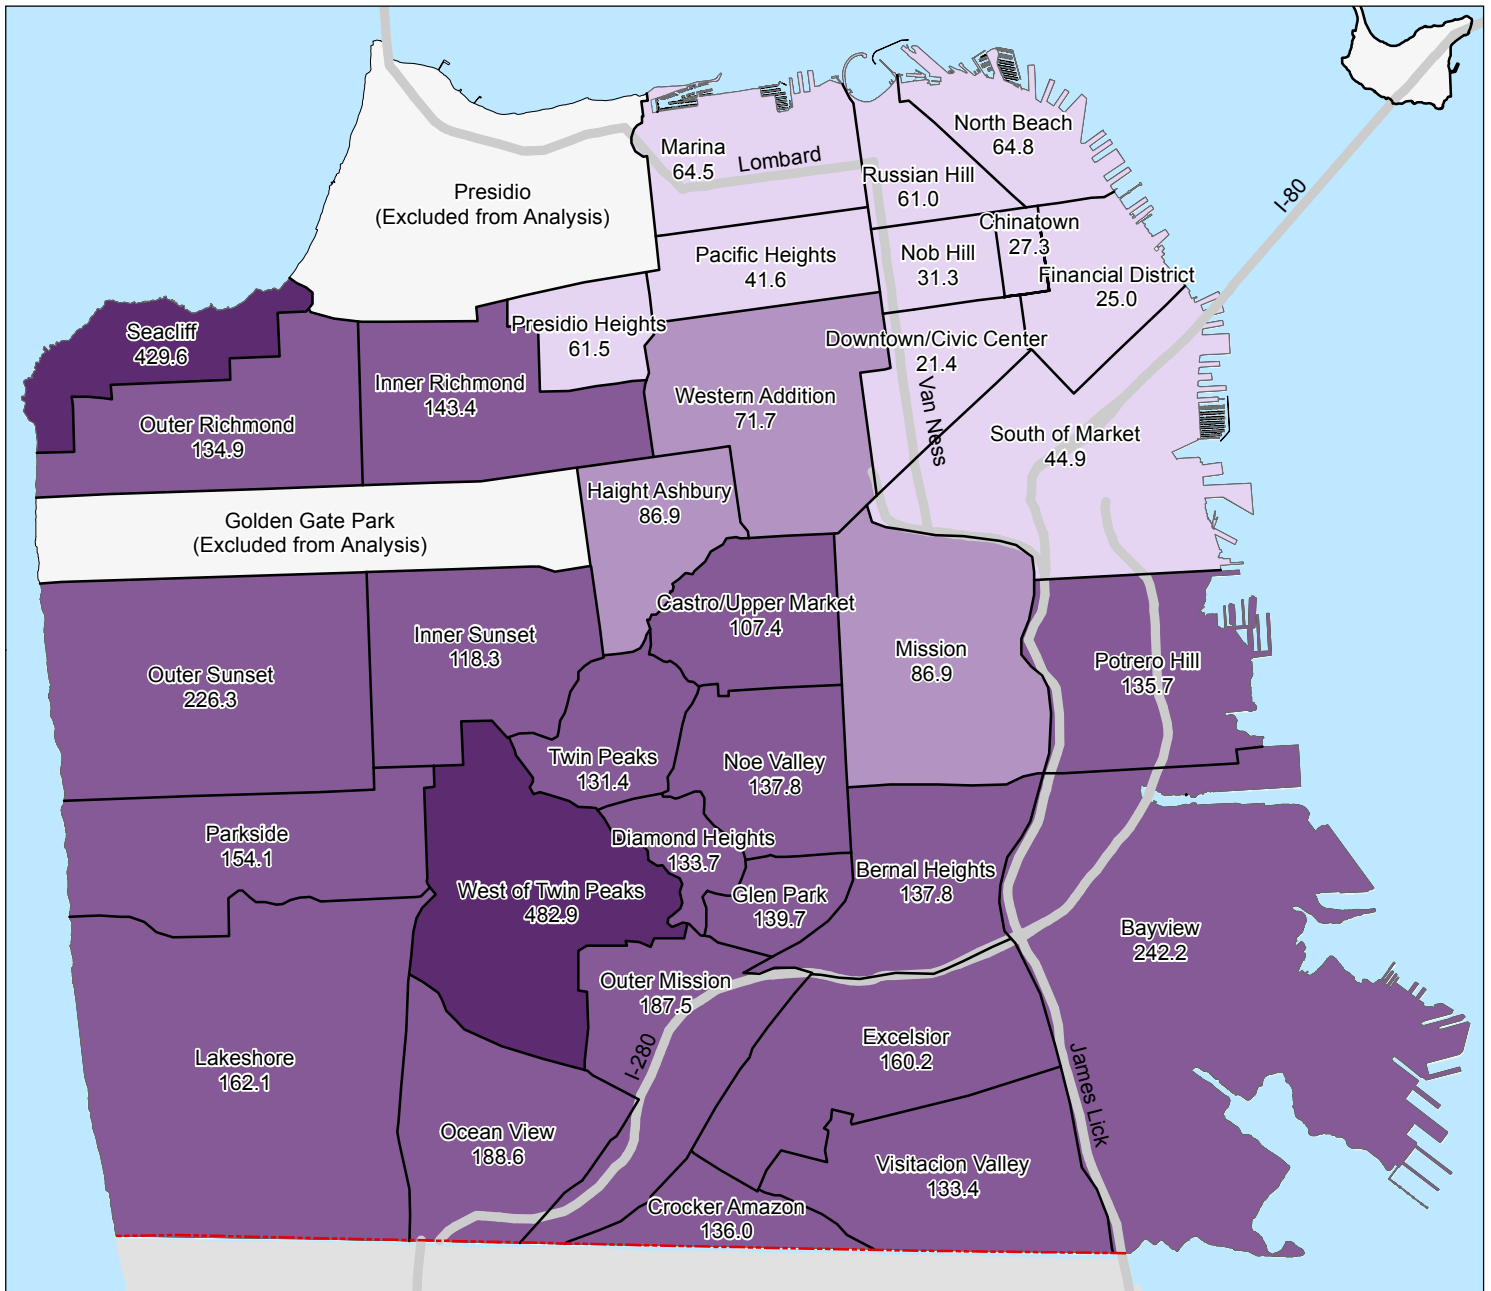 North Beach
64.8
Marina
64.5
Lombard
Russian Hill
61.0
Presidio
(Excluded from Analysis)
I-80
Chinatown
27.3
Pacific Heights
41.6
Nob Hill
31.3
Financial District
25.0
Seacliff
429.6
Presidio Heights
61.5
Downtown/Civic Center
21.4
Inner Richmond
143.4
Western Addition
71.7
Van Ness
Outer Richmond
134.9
South of Market
44.9
Haight Ashbury
86.9
Golden Gate Park
(Excluded from Analysis)
Castro/Upper Market
107.4
Inner Sunset
118.3
Mission
86.9
Potrero Hill
135.7
Outer Sunset
226.3
Twin Peaks
131.4
Noe Valley
137.8
Parkside
154.1
Diamond Heights
133.7
Bernal Heights
137.8
West of Twin Peaks
482.9
Glen Park
139.7
Bayview
242.2
Outer Mission
187.5
Excelsior
160.2
I-280
Lakeshore
162.1
James Lick
Ocean View
188.6
Visitacion Valley
133.4
Crocker Amazon
136.0